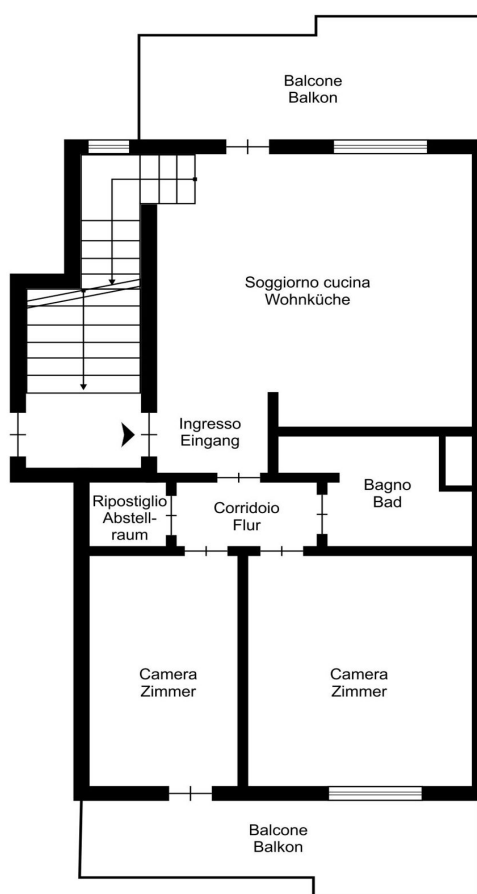 Balcone
Balkon
Soggiorno cucina
Wohnküche
Ingresso
Eingang
Ripostiglio
Abstell-
raum
Corridoio
Flur
Bagno
Bad
Camera
Zimmer
Camera
Zimmer
Balcone
Balkon